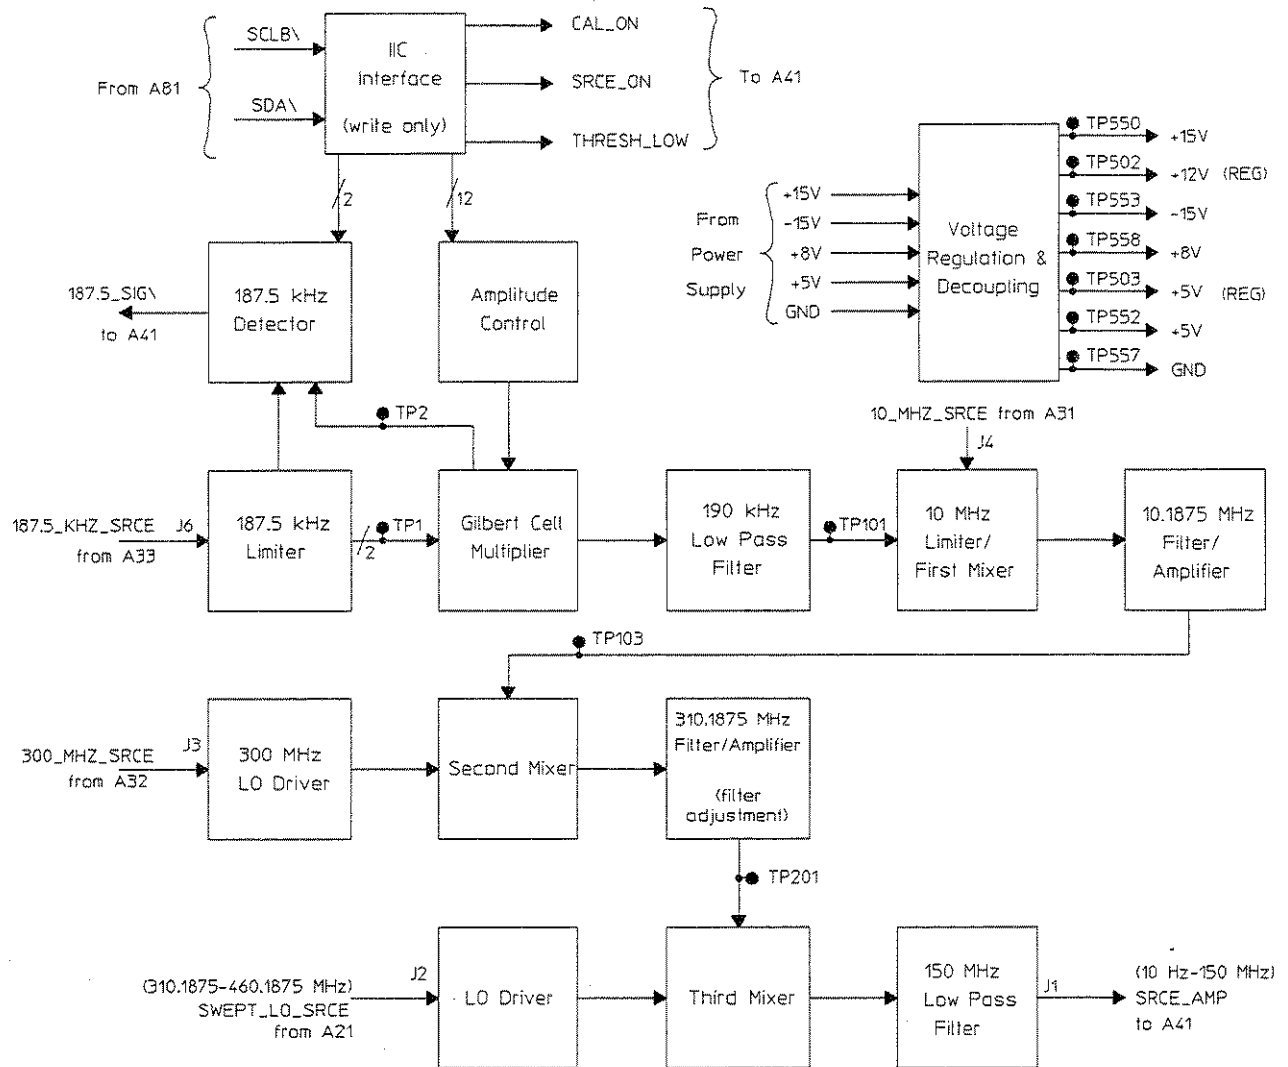 From A81
SCLB\
SDA\
IIC
Interface
(write only)
CAL_ON
SRCE_ON
THRESH_LOW
To A41
2
12
From
Power
Supply
+15V
-15V
+8V
+5V
GND
Voltage
Regulation &
Decoupling
TP550
+15V
TP502
+12V (REG)
TP553
-15V
TP558
+8V
TP503
+5V (REG)
TP552
+5V
TP557
GND
187.5_SIG\
to A41
187.5 kHz
Detector
Amplitude
Control
TP2
10_MHZ_SRCE from A31
J4
187.5_KHZ_SRCE
from A33
J6
187.5 kHz
Limiter
2
TP1
Gilbert Cell
Multiplier
190 kHz
Low Pass
Filter
TP101
10 MHz
Limiter/
First Mixer
10.1875 MHz
Filter/
Amplifier
TP103
300_MHZ_SRCE
from A32
J3
300 MHz
LO Driver
Second Mixer
310.1875 MHz
Filter/Amplifier
(filter
adjustment)
TP201
(310.1875-460.1875 MHz)
SWEPT_LO_SRCE
from A21
J2
LO Driver
Third Mixer
150 MHz
Low Pass
Filter
J1
(10 Hz-150 MHz)
SRCE_AMP
to A41